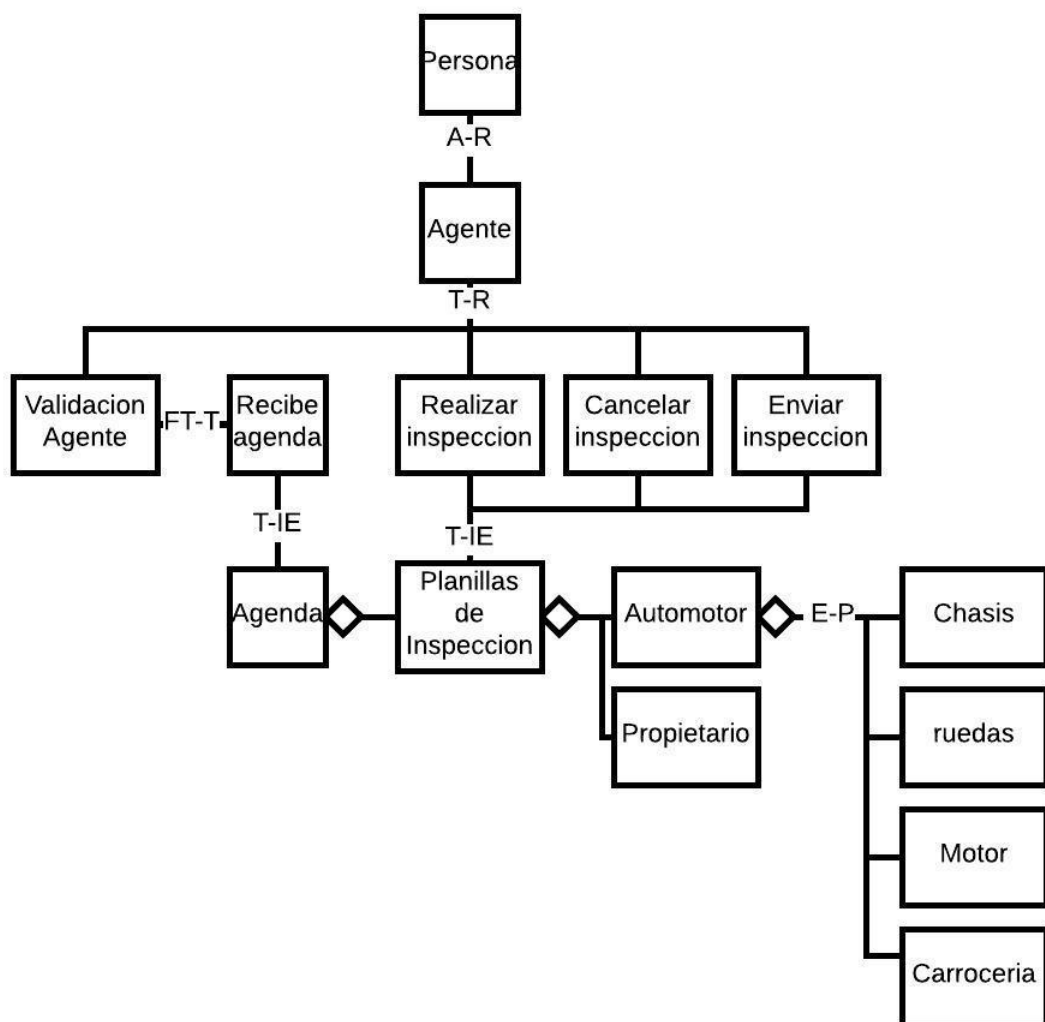 Persona
A-R
Agente
T-R
Validacion
Agente
FT-T
Recibe
agenda
Realizar
inspeccion
Cancelar
inspeccion
Enviar
inspeccion
T-IE
T-IE
Agenda
Planillas
de
Inspeccion
Automotor
E-P
Chasis
Propietario
ruedas
Motor
Carroceria